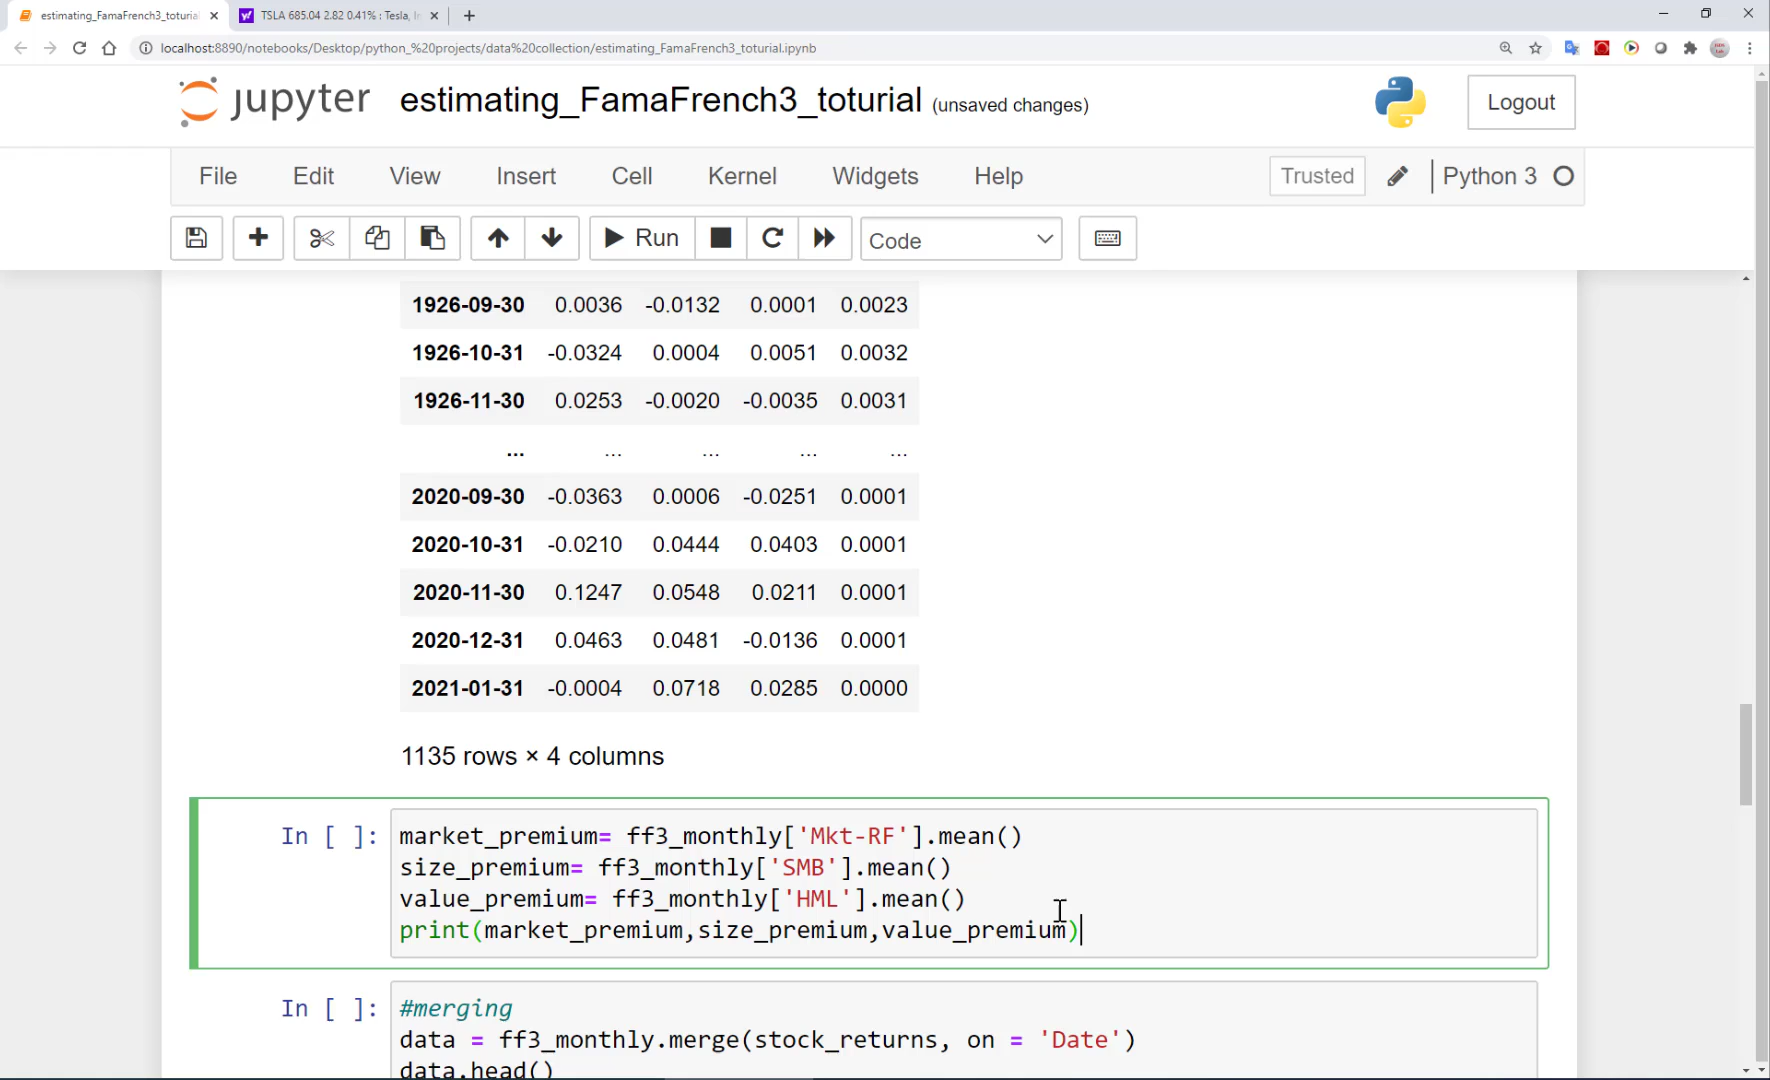 estimating_FamaFrench3_toturia
TSLA 685.04 2.82 0.41% : Tesla, I
localhost:8890/notebooks/Desktop/python_%20projects/data%20collection/estimating_FamaFrench3_toturial.ipynb
jupyter estimating_FamaFrench3_toturial (unsaved changes) Logout
File Edit View Insert Cell Kernel Widgets Help Trusted Python 3
Run Code
1926-09-30 0.0036 -0.0132 0.0001 0.0023
1926-10-31 -0.0324 0.0004 0.0051 0.0032
1926-11-30 0.0253 -0.0020 -0.0035 0.0031
... ... ... ... ...
2020-09-30 -0.0363 0.0006 -0.0251 0.0001
2020-10-31 -0.0210 0.0444 0.0403 0.0001
2020-11-30 0.1247 0.0548 0.0211 0.0001
2020-12-31 0.0463 0.0481 -0.0136 0.0001
2021-01-31 -0.0004 0.0718 0.0285 0.0000
1135 rows × 4 columns
In [ ]: market_premium= ff3_monthly['Mkt-RF'].mean()
size_premium= ff3_monthly['SMB'].mean()
value_premium= ff3_monthly['HML'].mean()
print(market_premium,size_premium,value_premium)
In [ ]: #merging
data = ff3_monthly.merge(stock_returns, on = 'Date')
data.head()